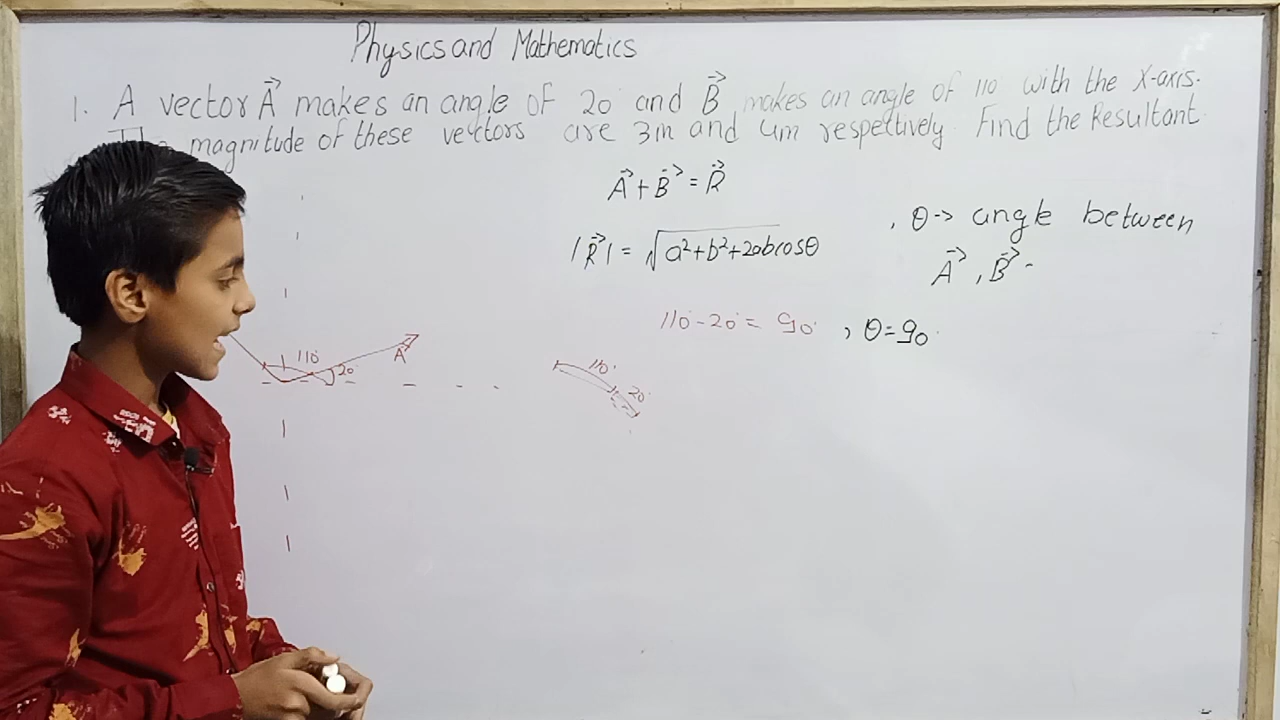 Physics and Mathematics
1. A vector A⃗ makes an angle of 20° and B⃗ makes an angle of 110 with the X-axis.
magnitude of these vectors are 3m and 4m respectively. Find the Resultant
A⃗ + B⃗ = R⃗
, θ → angle between
|R⃗| = √a²+b²+2abcosθ
A⃗, B⃗
110° - 20° = 90° , θ = 90°
110°
A
20°
110°
20°